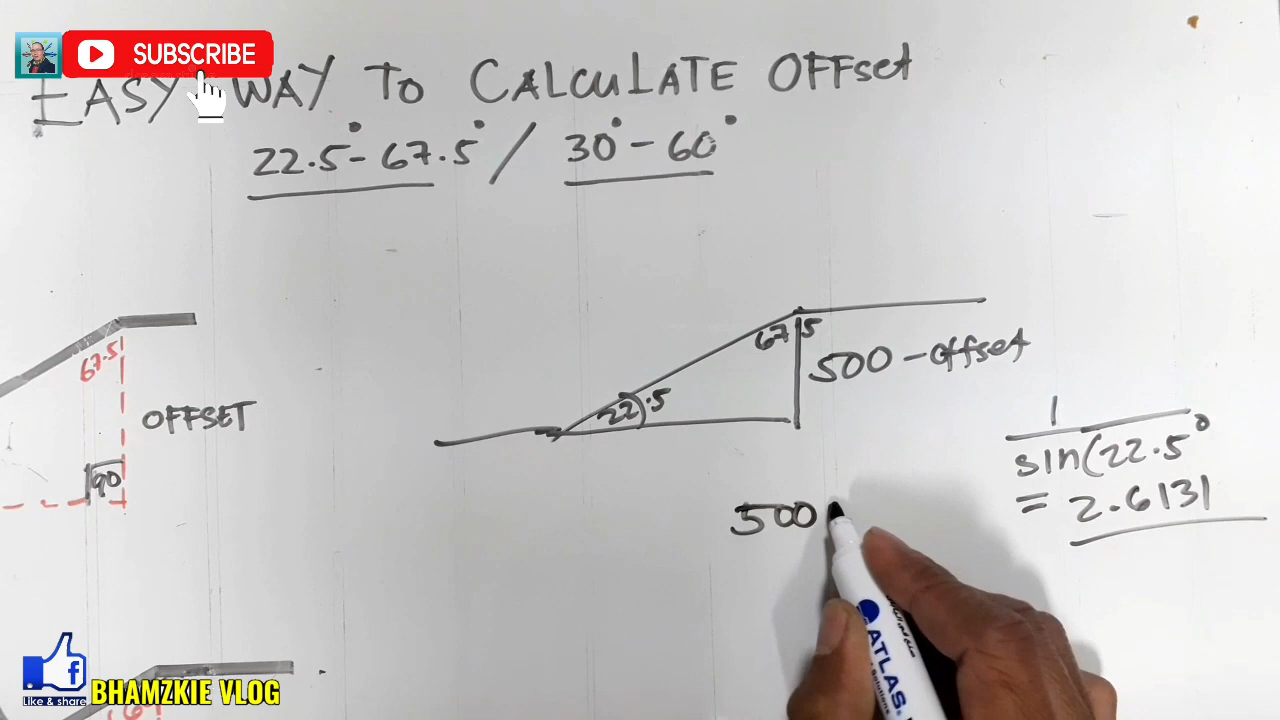 SUBSCRIBE
EASY WAY TO CALCULATE OFFset
22.5° - 67.5° / 30° - 60°
67.5
OFFSET
90
67 5
500 - offset
22.5
1
sin(22.5°
= 2.6131
500
ATLAS
Like & share
BHAMZKIE VLOG